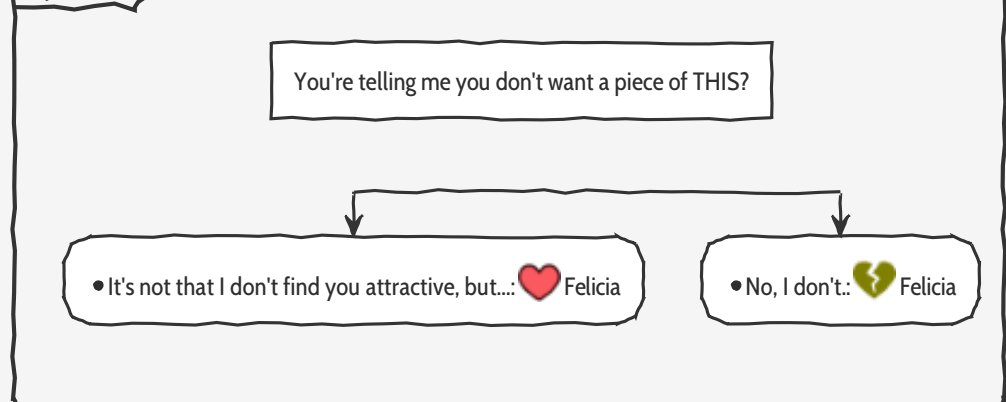 You're telling me you don't want a piece of THIS?
•It's not that I don't find you attractive, but...: ❤️ Felicia
•No, I don't.: 💔 Felicia